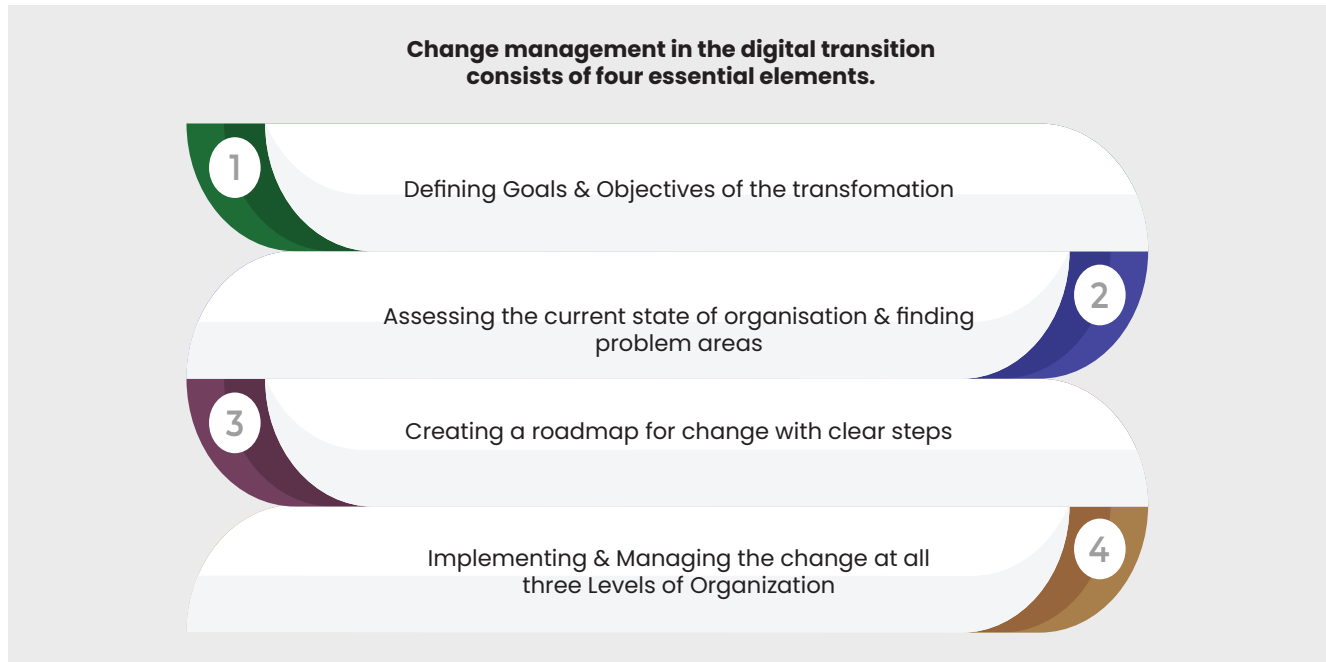 Change management in the digital transition
consists of four essential elements.
1
Defining Goals & Objectives of the transfomation
2
Assessing the current state of organisation & finding
problem areas
3
Creating a roadmap for change with clear steps
4
Implementing & Managing the change at all
three Levels of Organization